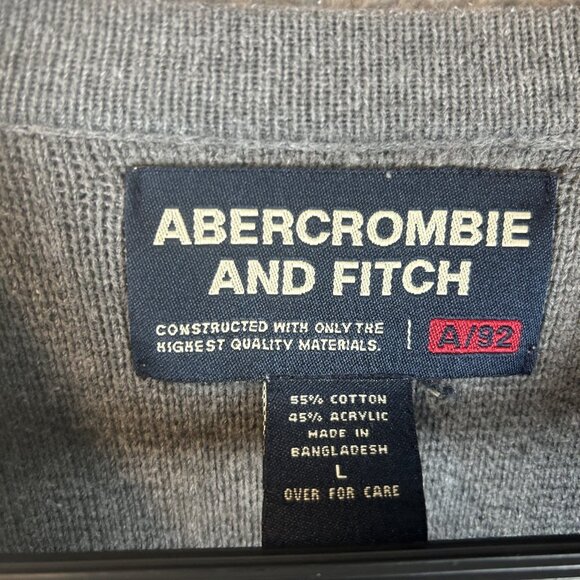 ABERCROMBIE
AND FITCH
CONSTRUCTED WITH ONLY THE
HIGHEST QUALITY MATERIALS.
A/92
55% COTTON
45% ACRYLIC
MADE IN
BANGLADESH
L
OVER FOR CARE